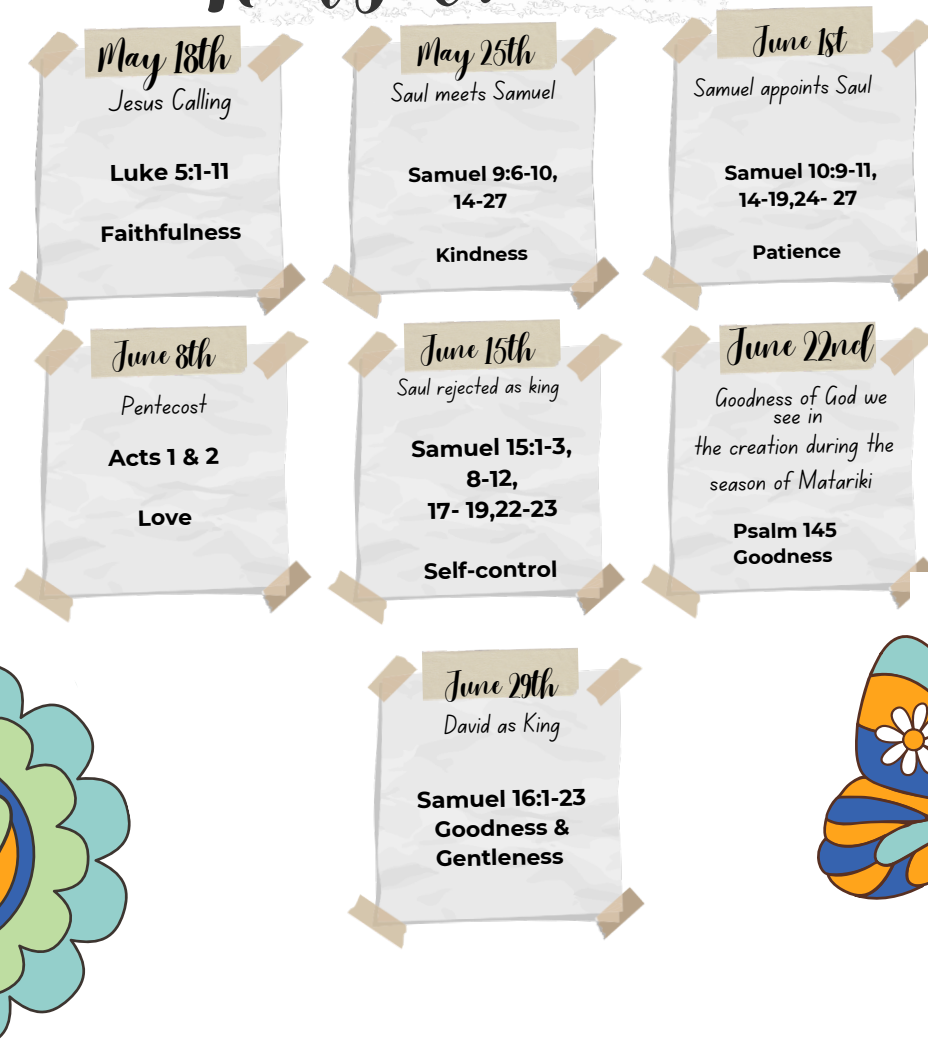 May 18th
Jesus Calling
Luke 5:1-11
Faithfulness
May 25th
Saul meets Samuel
Samuel 9:6-10,
14-27
Kindness
June 1st
Samuel appoints Saul
Samuel 10:9-11,
14-19,24- 27
Patience
June 8th
Pentecost
Acts 1 & 2
Love
June 15th
Saul rejected as king
Samuel 15:1-3,
8-12,
17- 19,22-23
Self-control
June 22nd
Goodness of God we
see in
the creation during the
season of Matariki
Psalm 145
Goodness
June 29th
David as King
Samuel 16:1-23
Goodness &
Gentleness